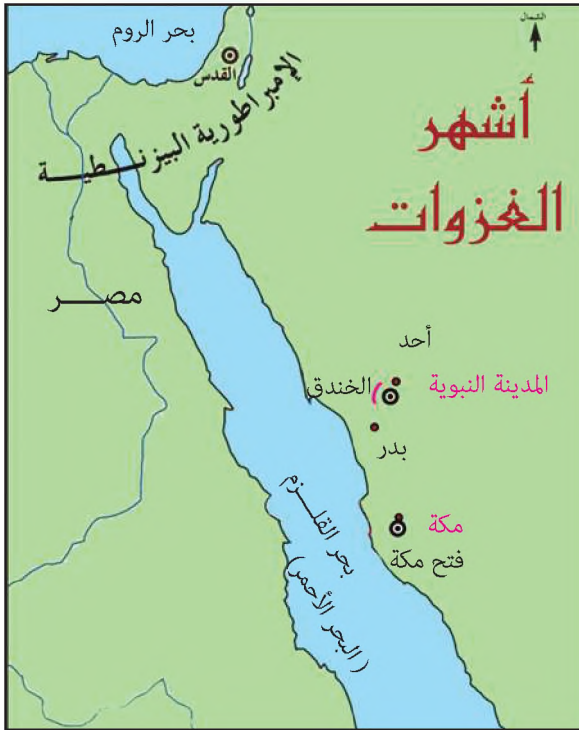 الشمال
بحر الروم
القدس
الإمبراطورية البيزنطية
أشهر
الغزوات
مصر
أحد
المدينة النبوية
الخندق
بدر
مكة
فتح مكة
بحر القلزم
(البحر الأحمر)